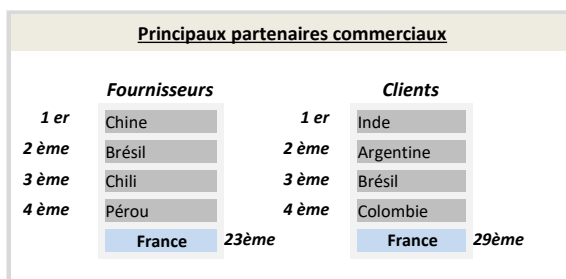 Principaux partenaires commerciaux
Fournisseurs Clients
1 er Chine 1 er Inde
2 ème Brésil 2 ème Argentine
3 ème Chili 3 ème Brésil
4 ème Pérou 4 ème Colombie
France 23ème France 29ème